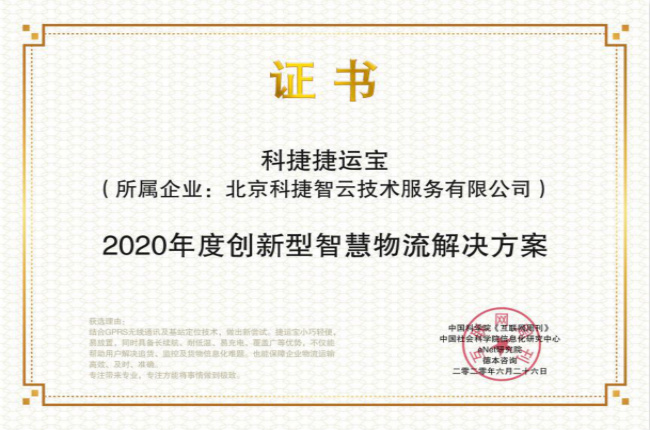 证书
科捷捷运宝
（所属企业：北京科捷智云技术服务有限公司）
2020年度创新型智慧物流解决方案
获选理由：
结合GPRS无线通讯及基站定位技术，做出新尝试。捷运宝小巧轻便，
易放置，同时具备长续航、耐低温、易充电、覆盖广等优势，不仅能
帮助用户解决追货、监控及货物信息化难题，也能保障企业物流运输
高效、及时、准确。
专注带来专业，专注方能将事情做到极致。
中国科学院《互联网周刊》
中国社会科学院信息化研究中心
eNet研究院
德本咨询
二零二零年六月二十六日